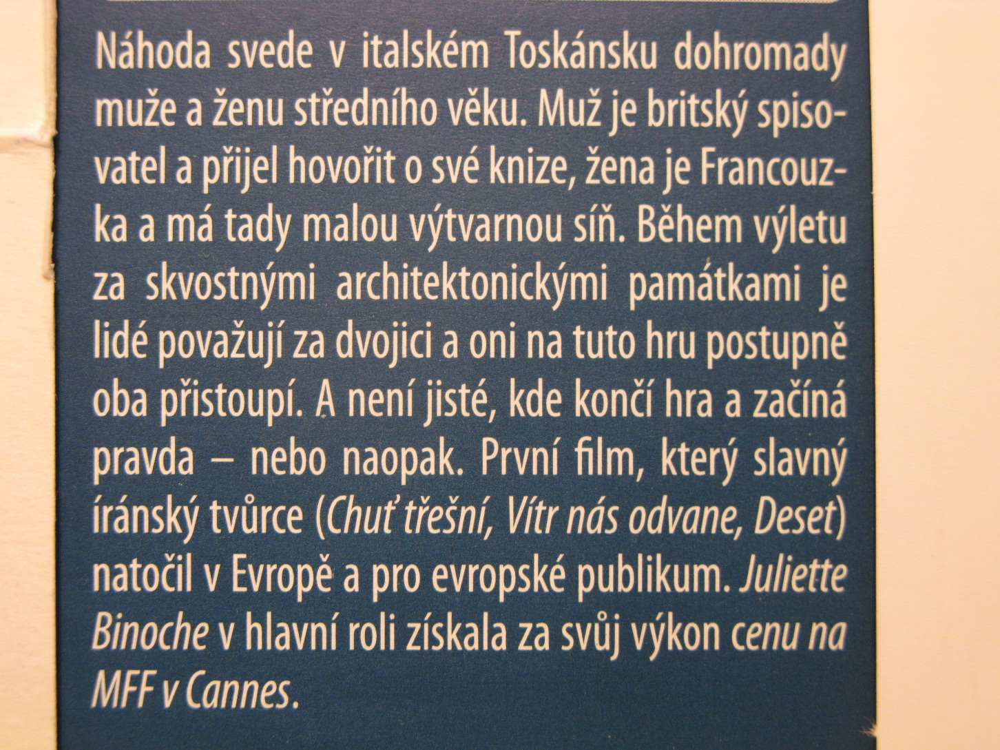 Náhoda svede v italském Toskánsku dohromady
muže a ženu středního věku. Muž je britský spiso-
vatel a přijel hovořit o své knize, žena je Francouz-
ka a má tady malou výtvarnou síň. Během výletu
za skvostnými architektonickými památkami je
lidé považují za dvojici a oni na tuto hru postupně
oba přistoupí. A není jisté, kde končí hra a začíná
pravda – nebo naopak. První film, který slavný
íránský tvůrce (Chuť třešní, Vítr nás odvane, Deset)
natočil v Evropě a pro evropské publikum. Juliette
Binoche v hlavní roli získala za svůj výkon cenu na
MFF v Cannes.